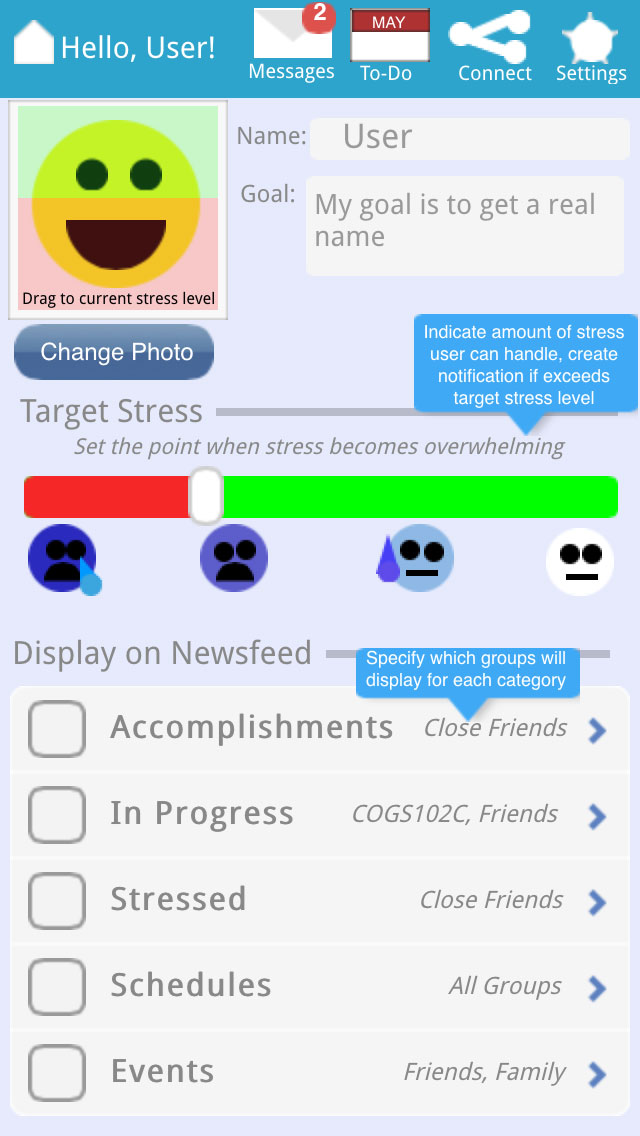 Hello, User!
2
Messages
MAY
To-Do
Connect
Settings
Name: User
Goal: My goal is to get a real
name
Drag to current stress level
Change Photo
Indicate amount of stress
user can handle, create
notification if exceeds
target stress level
Target Stress
Set the point when stress becomes overwhelming
Display on Newsfeed
Specify which groups will
display for each category
Accomplishments Close Friends
In Progress COGS102C, Friends
Stressed Close Friends
Schedules All Groups
Events Friends, Family